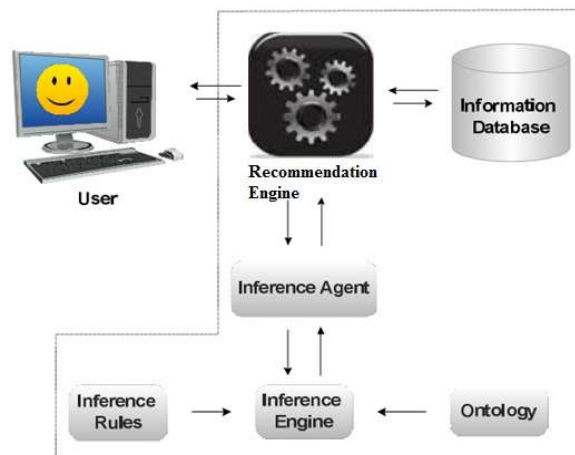 Information
Database
Recommendation
Engine
User
Inference Agent
Inference
Rules
Inference
Engine
Ontology